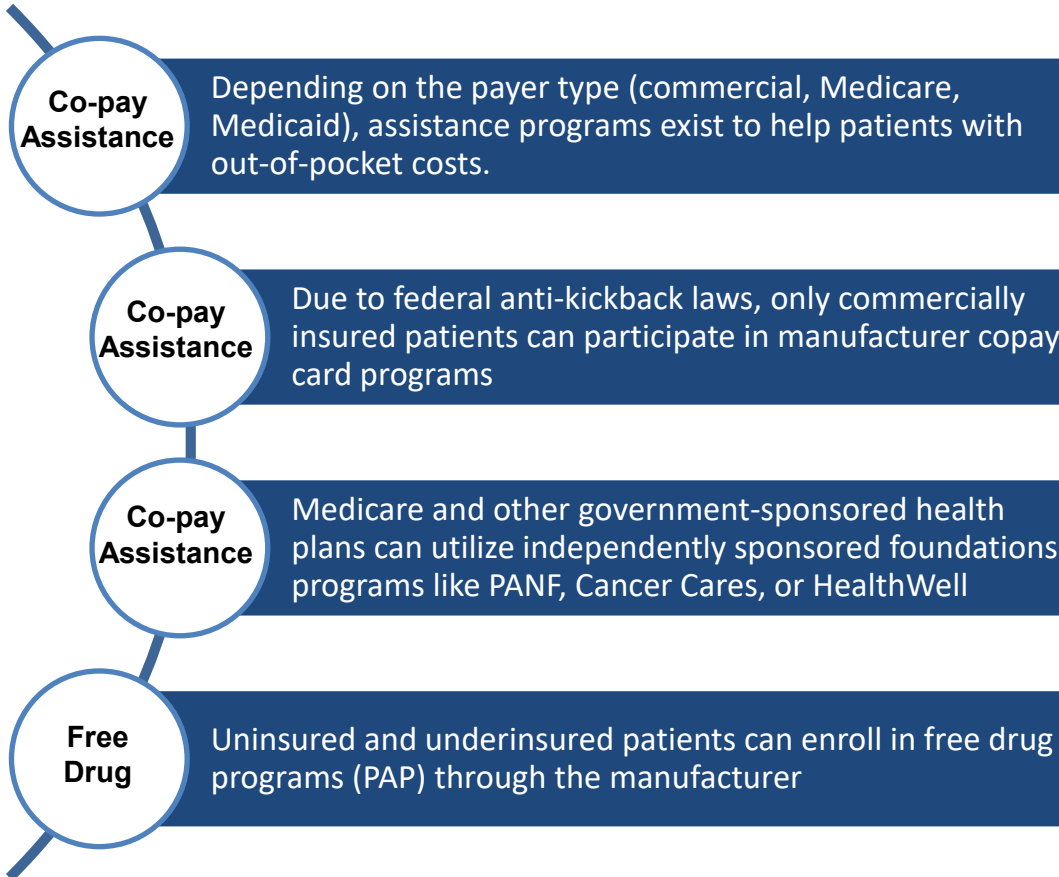 Co-pay
Assistance
Depending on the payer type (commercial, Medicare,
Medicaid), assistance programs exist to help patients with
out-of-pocket costs.
Co-pay
Assistance
Due to federal anti-kickback laws, only commercially
insured patients can participate in manufacturer copay
card programs
Co-pay
Assistance
Medicare and other government-sponsored health
plans can utilize independently sponsored foundations
programs like PANF, Cancer Cares, or HealthWell
Free
Drug
Uninsured and underinsured patients can enroll in free drug
programs (PAP) through the manufacturer